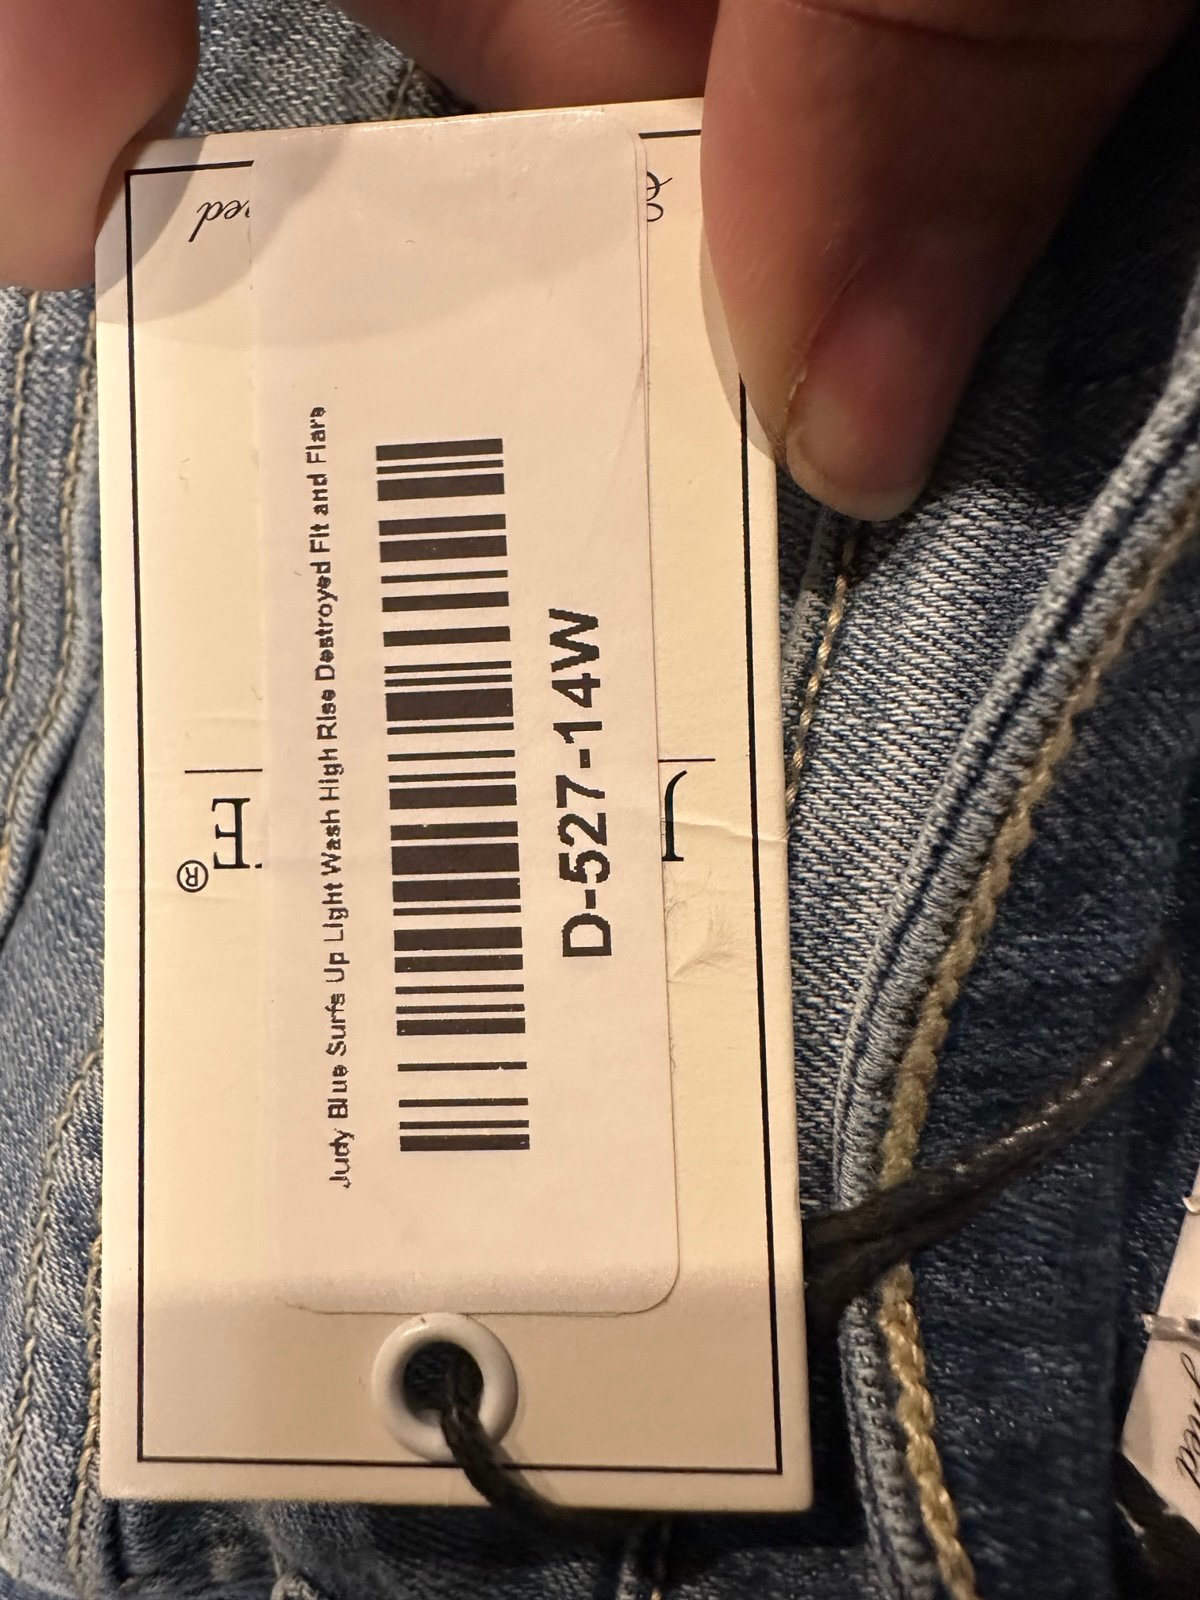 Judy Blue Surfs Up Light Wash High Rise Destroyed Fit and Flare
D-527-14W
®